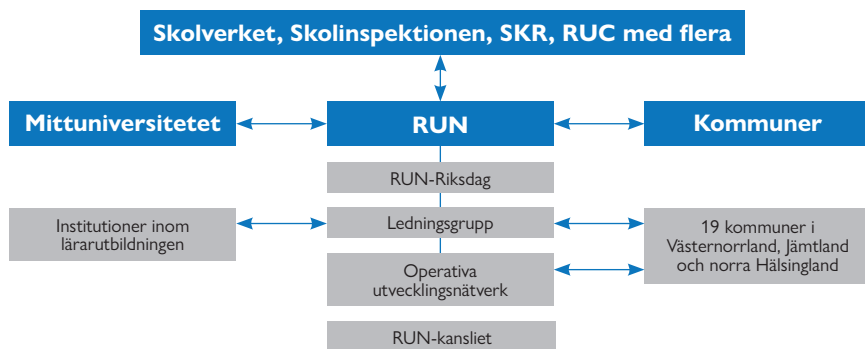 Skolverket, Skolinspektionen, SKR, RUC med flera
Mittuniversitetet
RUN
Kommuner
RUN-Riksdag
Institutioner inom
lärarutbildningen
Ledningsgrupp
19 kommuner i
Västernorrland, Jämtland
och norra Hälsingland
Operativa
utvecklingsnätverk
RUN-kansliet